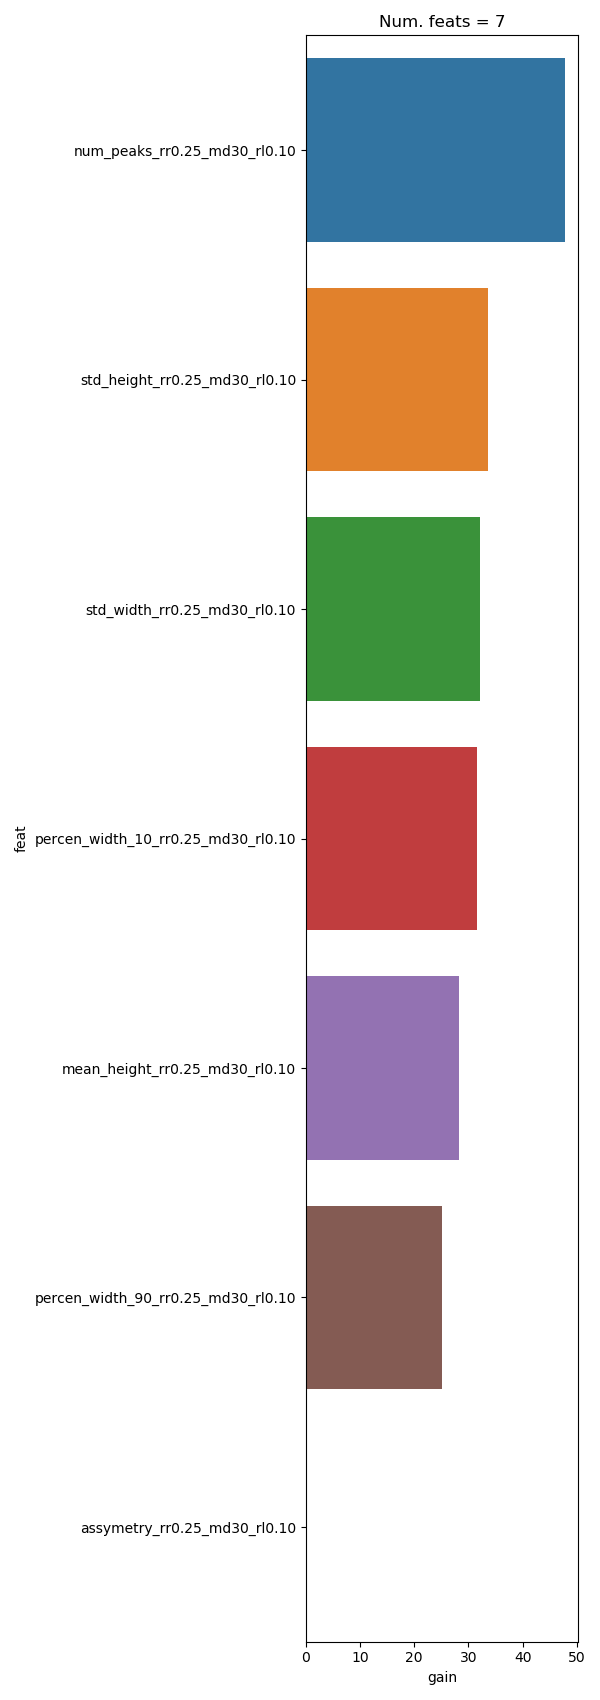 Num. feats = 7
num_peaks_rr0.25_md30_rl0.10
std_height_rr0.25_md30_rl0.10
std_width_rr0.25_md30_rl0.10
feat
percen_width_10_rr0.25_md30_rl0.10
mean_height_rr0.25_md30_rl0.10
percen_width_90_rr0.25_md30_rl0.10
assymetry_rr0.25_md30_rl0.10
0 10 20 30 40 50
gain